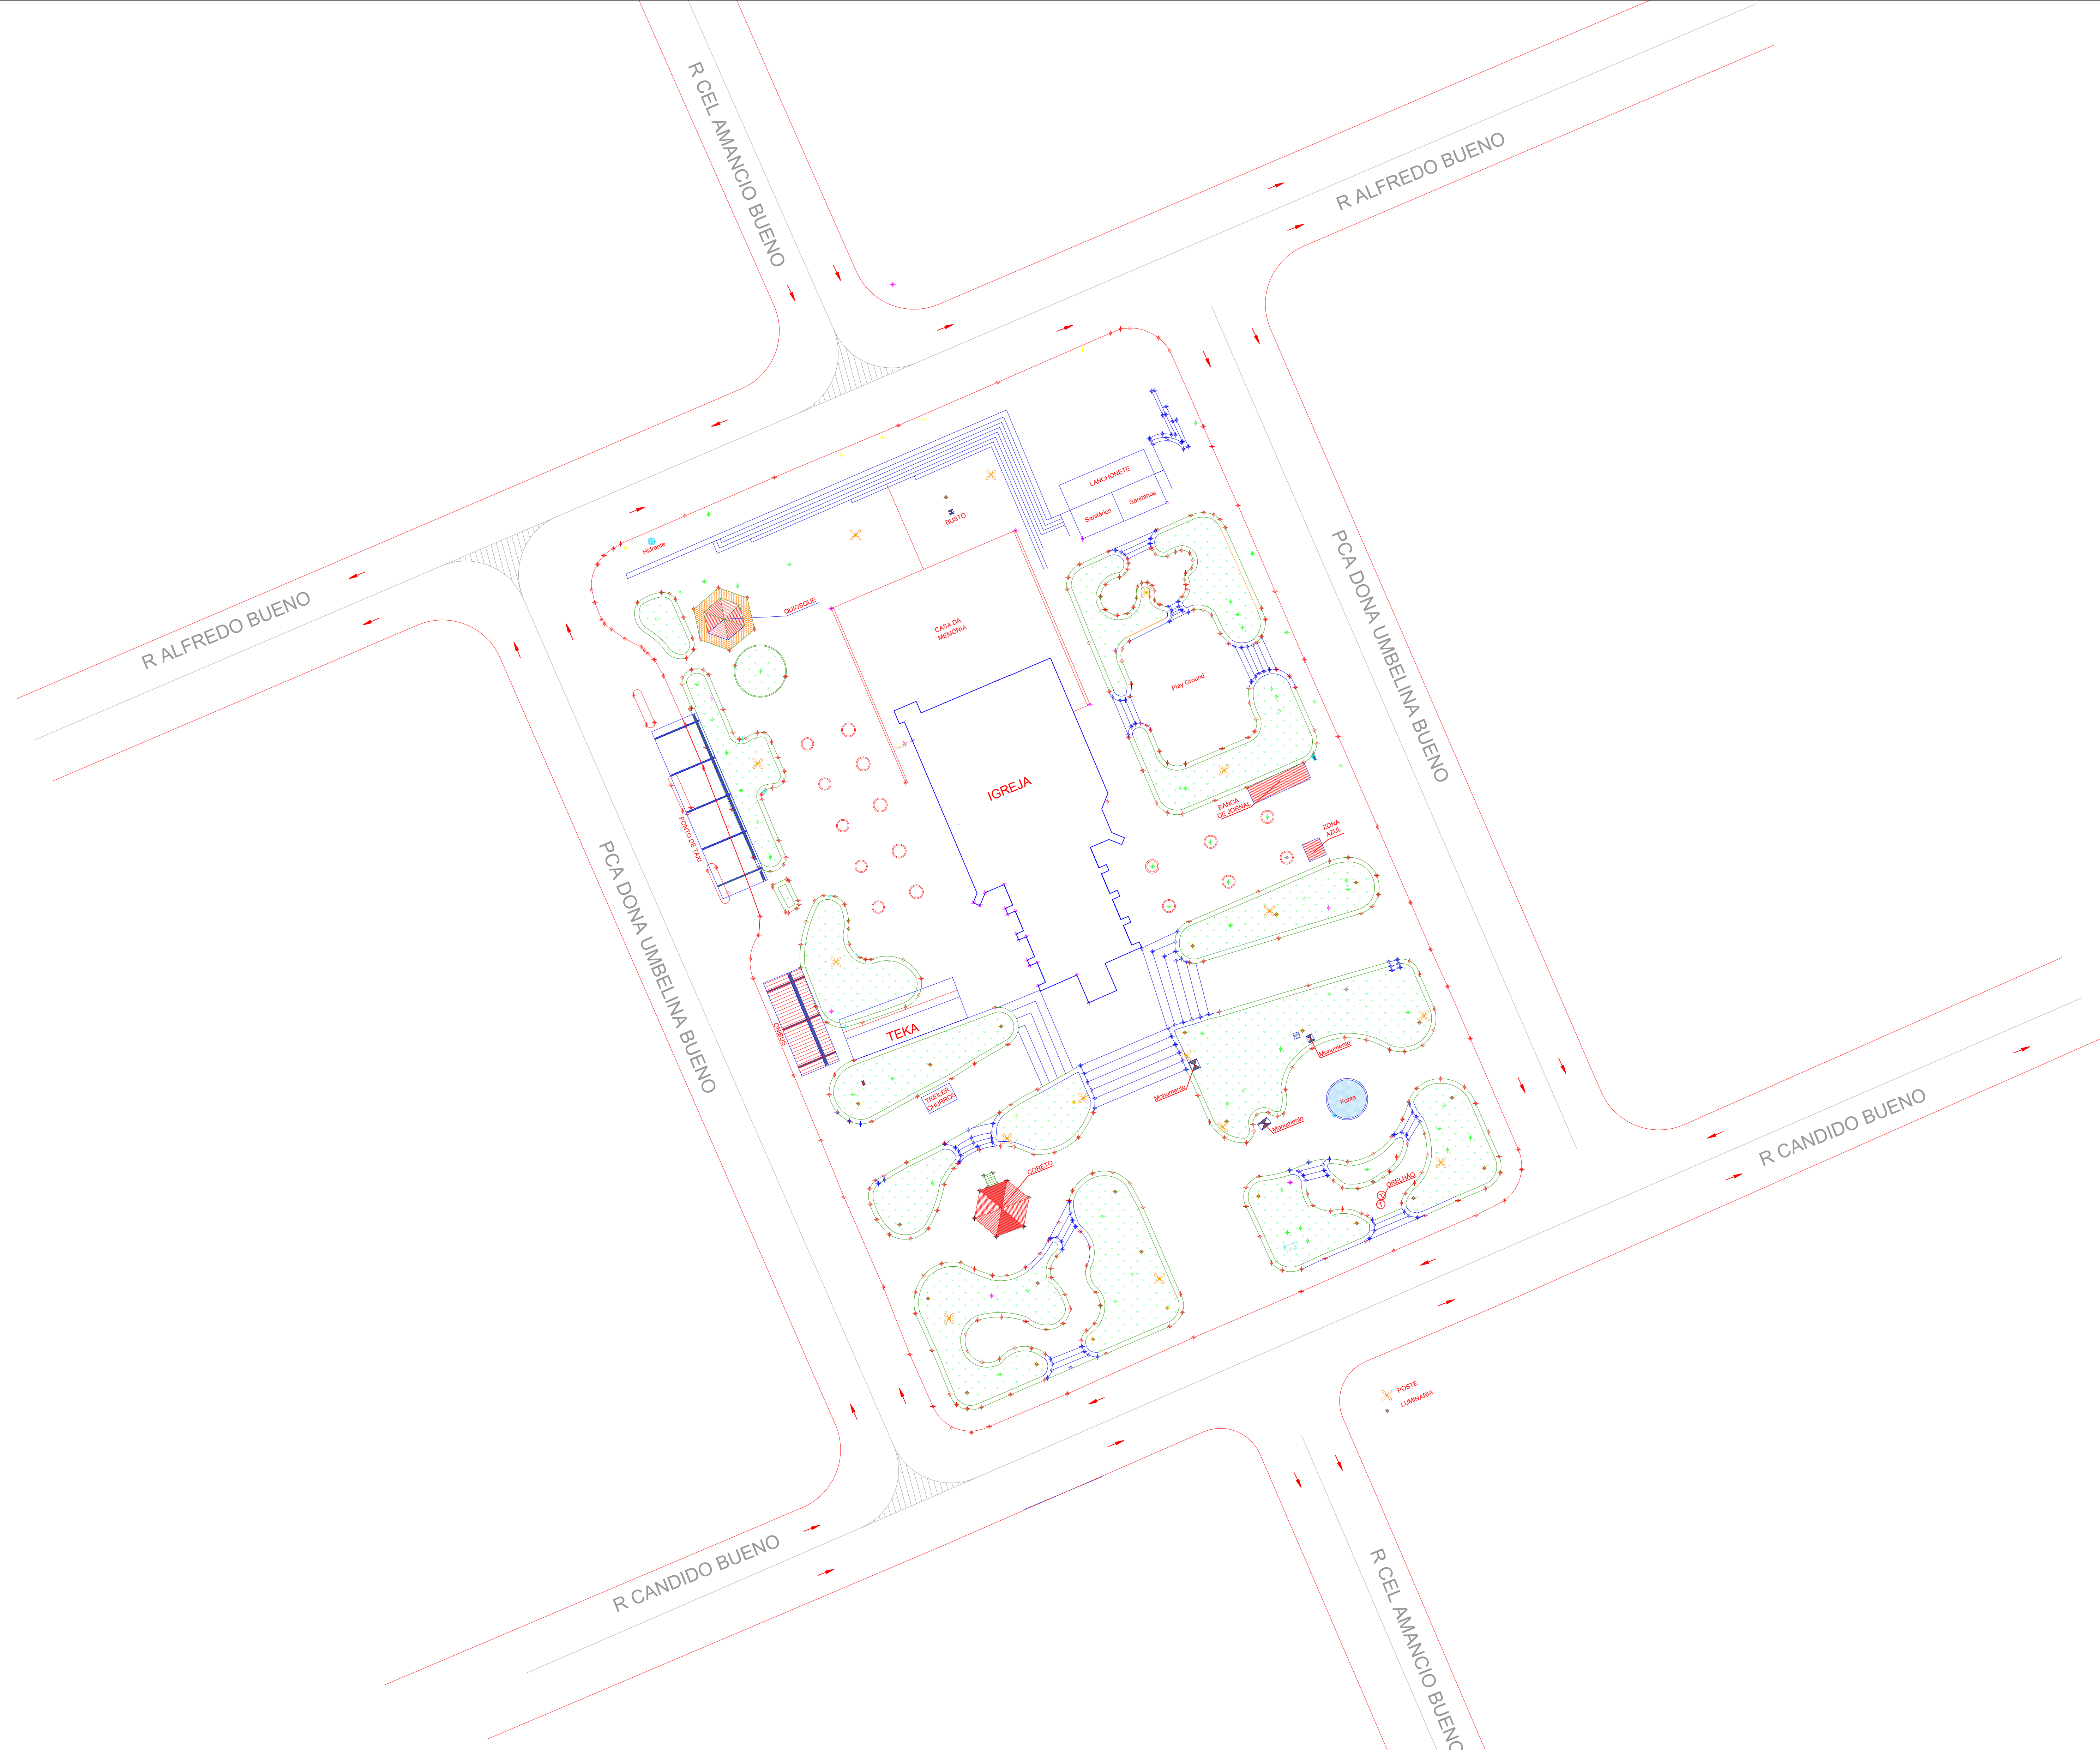 R CEL AMANCIO BUENO
R ALFREDO BUENO
R ALFREDO BUENO
LANCHONETE
Sanitários
Sanitários
BUSTO
Hidrante
QUIOSQUE
CASA DA
MEMÓRIA
Play Ground
PCA DONA UMBELINA BUENO
IGREJA
BANCA
DE JORNAL
ZONA
AZUL
PONTO DE TAXI
PCA DONA UMBELINA BUENO
ONIBUS
TEKA
TREILER
CHURROS
Monumento
Monumento
Monumento
Fonte
CORETO
ORELHÃO
R CANDIDO BUENO
POSTE
LUMINARIA
R CANDIDO BUENO
R CEL AMANCIO BUENO